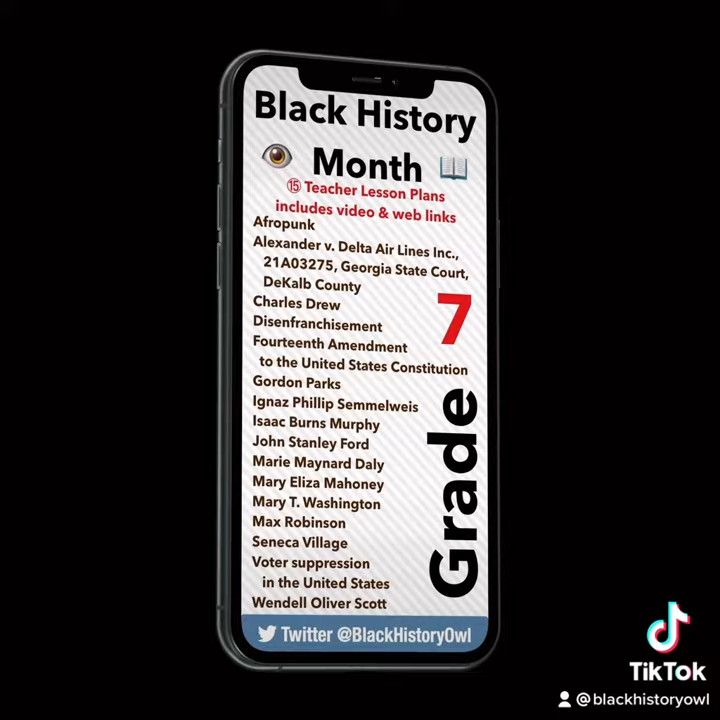 Black History
Month
⑮ Teacher Lesson Plans
includes video & web links
Afropunk
Alexander v. Delta Air Lines Inc.,
21A03275, Georgia State Court,
DeKalb County
Charles Drew
Disenfranchisement
Fourteenth Amendment
to the United States Constitution
Gordon Parks
Ignaz Phillip Semmelweis
Isaac Burns Murphy
John Stanley Ford
Marie Maynard Daly
Mary Eliza Mahoney
Mary T. Washington
Max Robinson
Seneca Village
Voter suppression
in the United States
Wendell Oliver Scott
7
Grade
Twitter @BlackHistoryOwl
TikTok
@blackhistoryowl